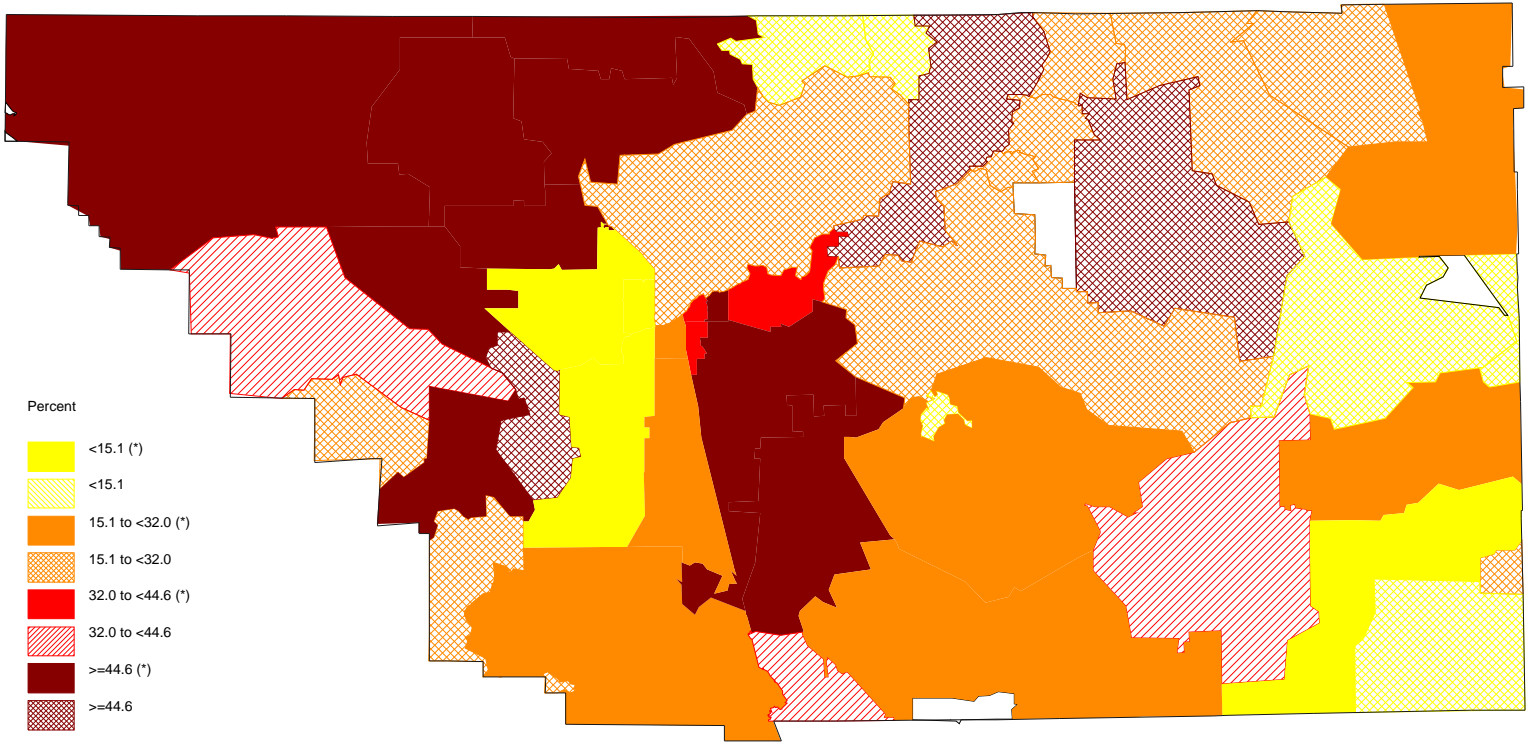 Percent
<15.1 (*)
<15.1
15.1 to <32.0 (*)
15.1 to <32.0
32.0 to <44.6 (*)
32.0 to <44.6
>=44.6 (*)
>=44.6